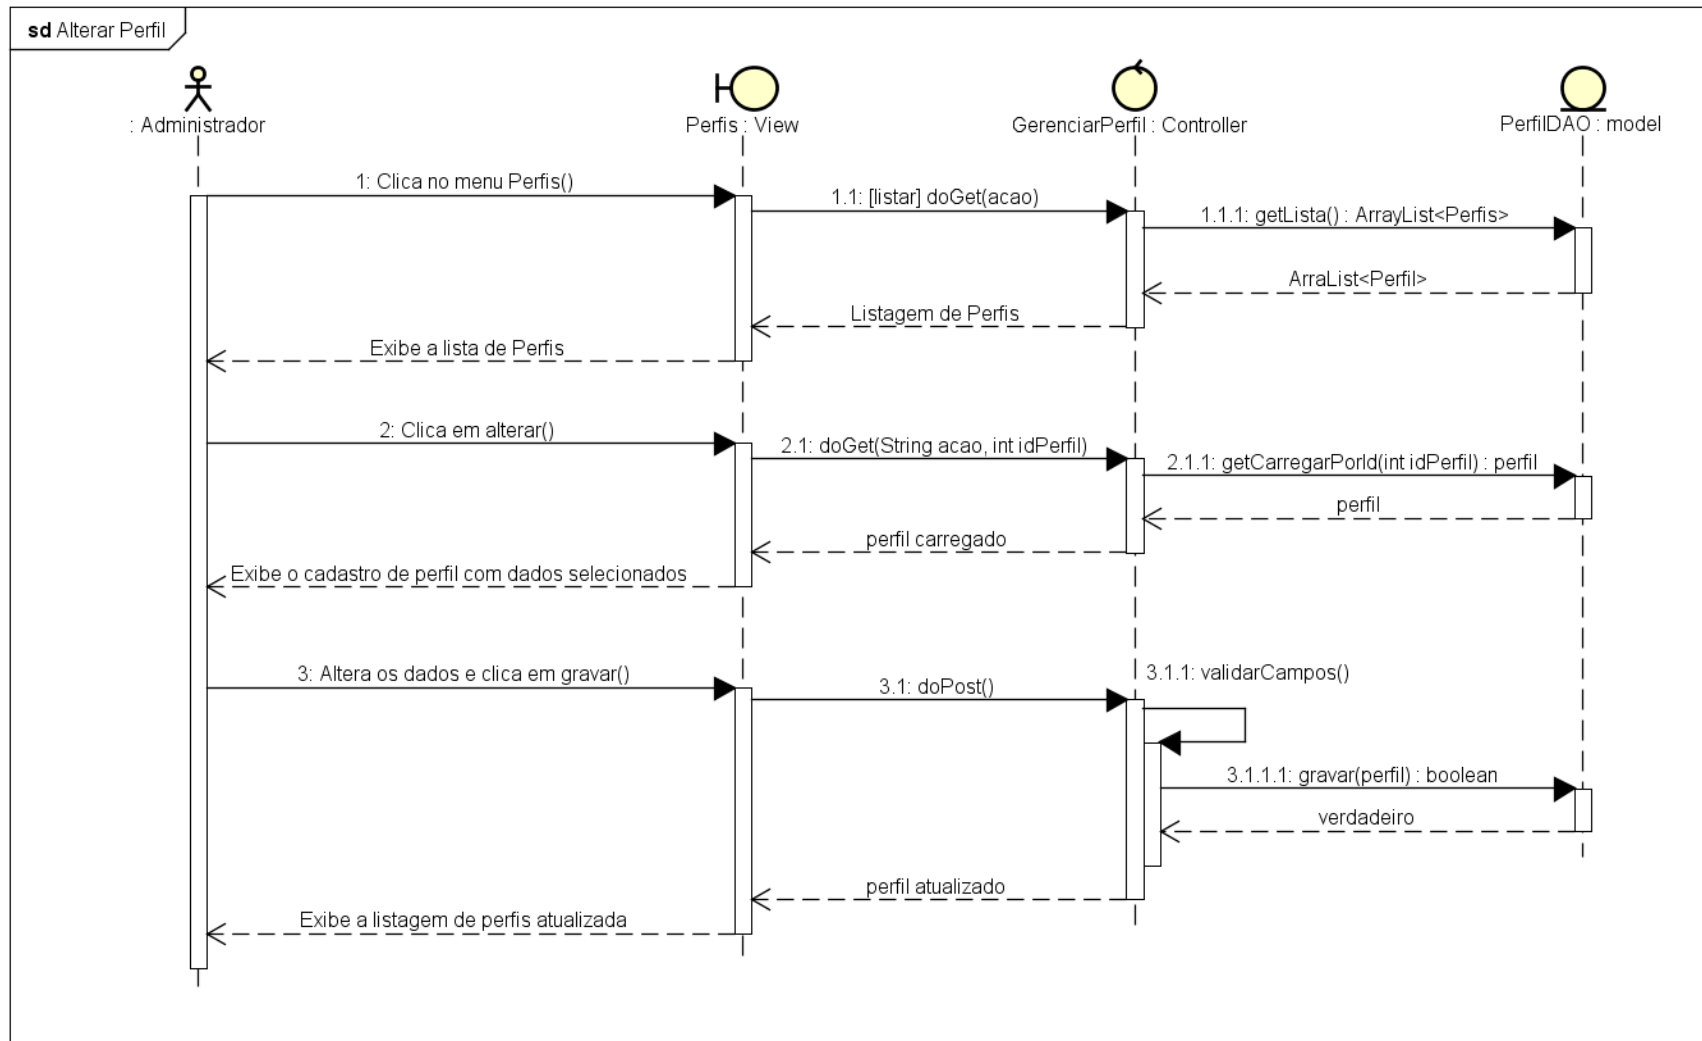 sd Alterar Perfil
: Administrador
Perfis : View
GerenciarPerfil : Controller
PerfilDAO : model
1: Clica no menu Perfis()
1.1: [listar] doGet(acao)
1.1.1: getLista() : ArrayList<Perfis>
ArraList<Perfil>
Listagem de Perfis
Exibe a lista de Perfis
2: Clica em alterar()
2.1: doGet(String acao, int idPerfil)
2.1.1: getCarregarPorId(int idPerfil) : perfil
perfil
perfil carregado
Exibe o cadastro de perfil com dados selecionados
3: Altera os dados e clica em gravar()
3.1: doPost()
3.1.1: validarCampos()
3.1.1.1: gravar(perfil) : boolean
verdadeiro
perfil atualizado
Exibe a listagem de perfis atualizada